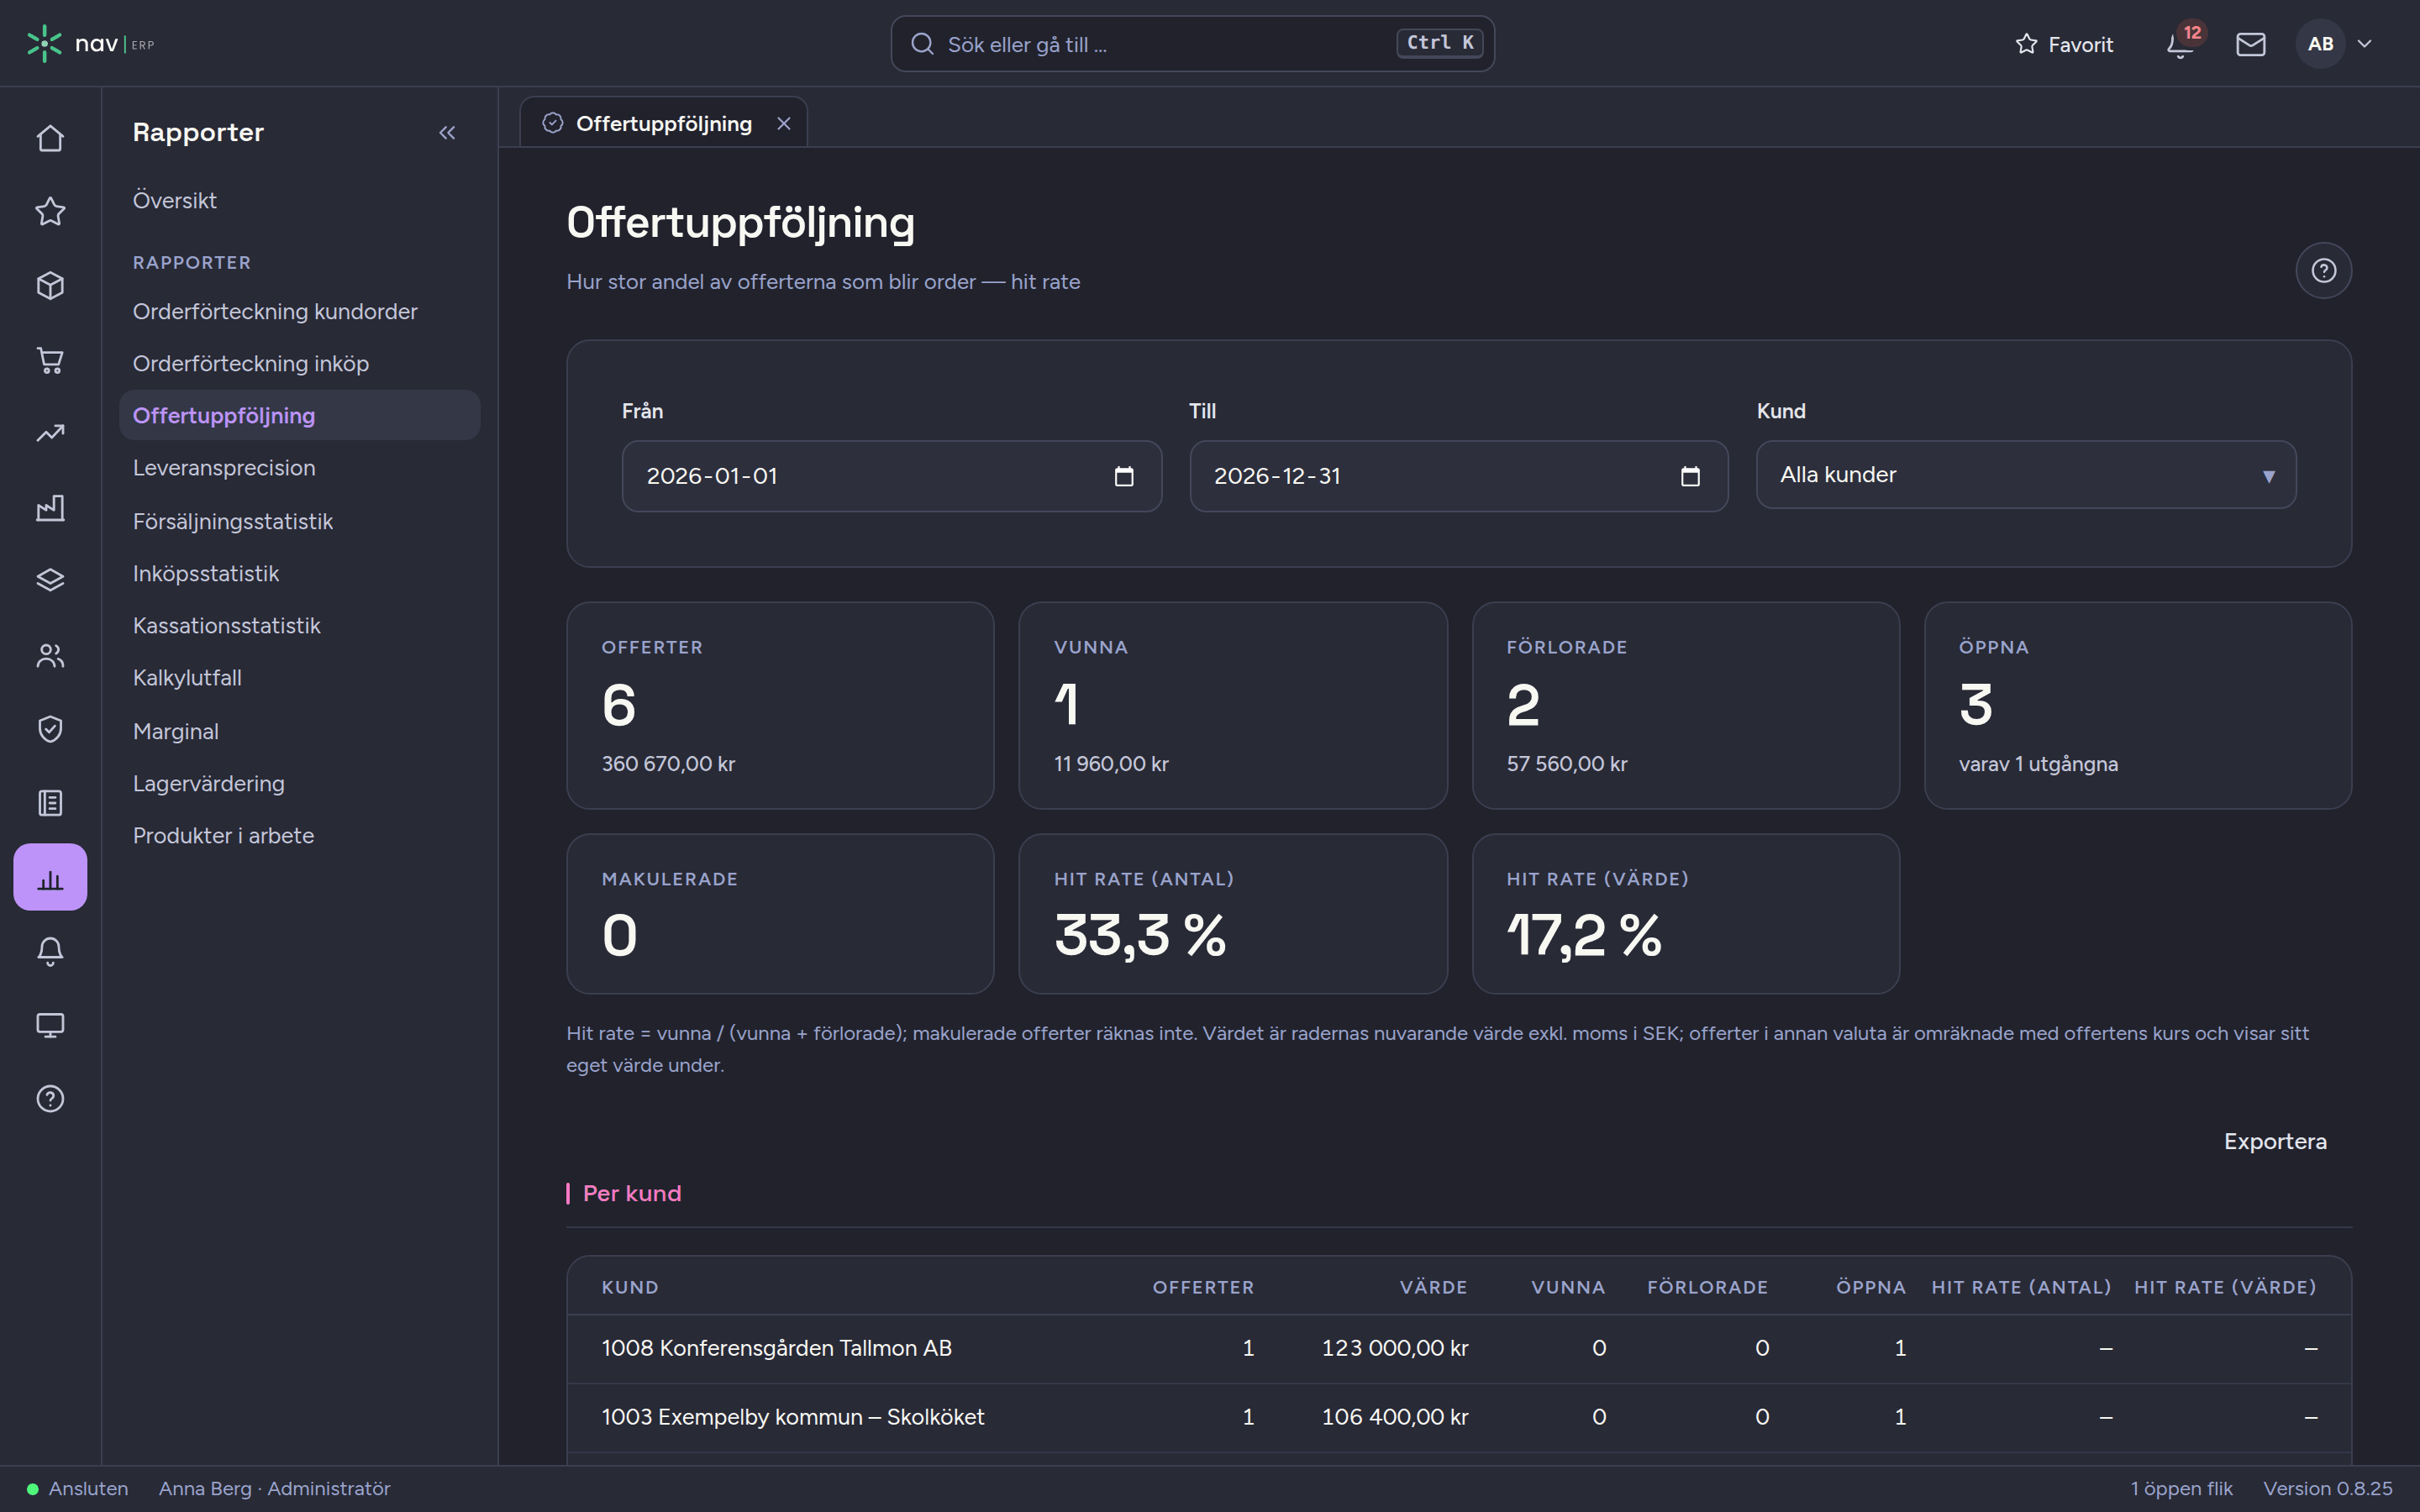 nav | ERP
Sök eller gå till ...
Ctrl K
Favorit
12
AB
Rapporter
Översikt
RAPPORTER
Orderförteckning kundorder
Orderförteckning inköp
Offertuppföljning
Leveransprecision
Försäljningsstatistik
Inköpsstatistik
Kassationsstatistik
Kalkylutfall
Marginal
Lagervärdering
Produkter i arbete
Offertuppföljning
Offertuppföljning
Hur stor andel av offerterna som blir order — hit rate
Från
Till
Kund
2026-01-01
2026-12-31
Alla kunder
OFFERTER
6
360 670,00 kr
VUNNA
1
11 960,00 kr
FÖRLORADE
2
57 560,00 kr
ÖPPNA
3
varav 1 utgångna
MAKULERADE
0
HIT RATE (ANTAL)
33,3 %
HIT RATE (VÄRDE)
17,2 %
Hit rate = vunna / (vunna + förlorade); makulerade offerter räknas inte. Värdet är radernas nuvarande värde exkl. moms i SEK; offerter i annan valuta är omräknade med offertens kurs och visar sitt
eget värde under.
Exportera
Per kund
KUND OFFERTER VÄRDE VUNNA FÖRLORADE ÖPPNA HIT RATE (ANTAL) HIT RATE (VÄRDE)
1008 Konferensgården Tallmon AB 1 123 000,00 kr 0 0 1 – –
1003 Exempelby kommun – Skolköket 1 106 400,00 kr 0 0 1 – –
Ansluten
Anna Berg · Administratör
1 öppen flik
Version 0.8.25